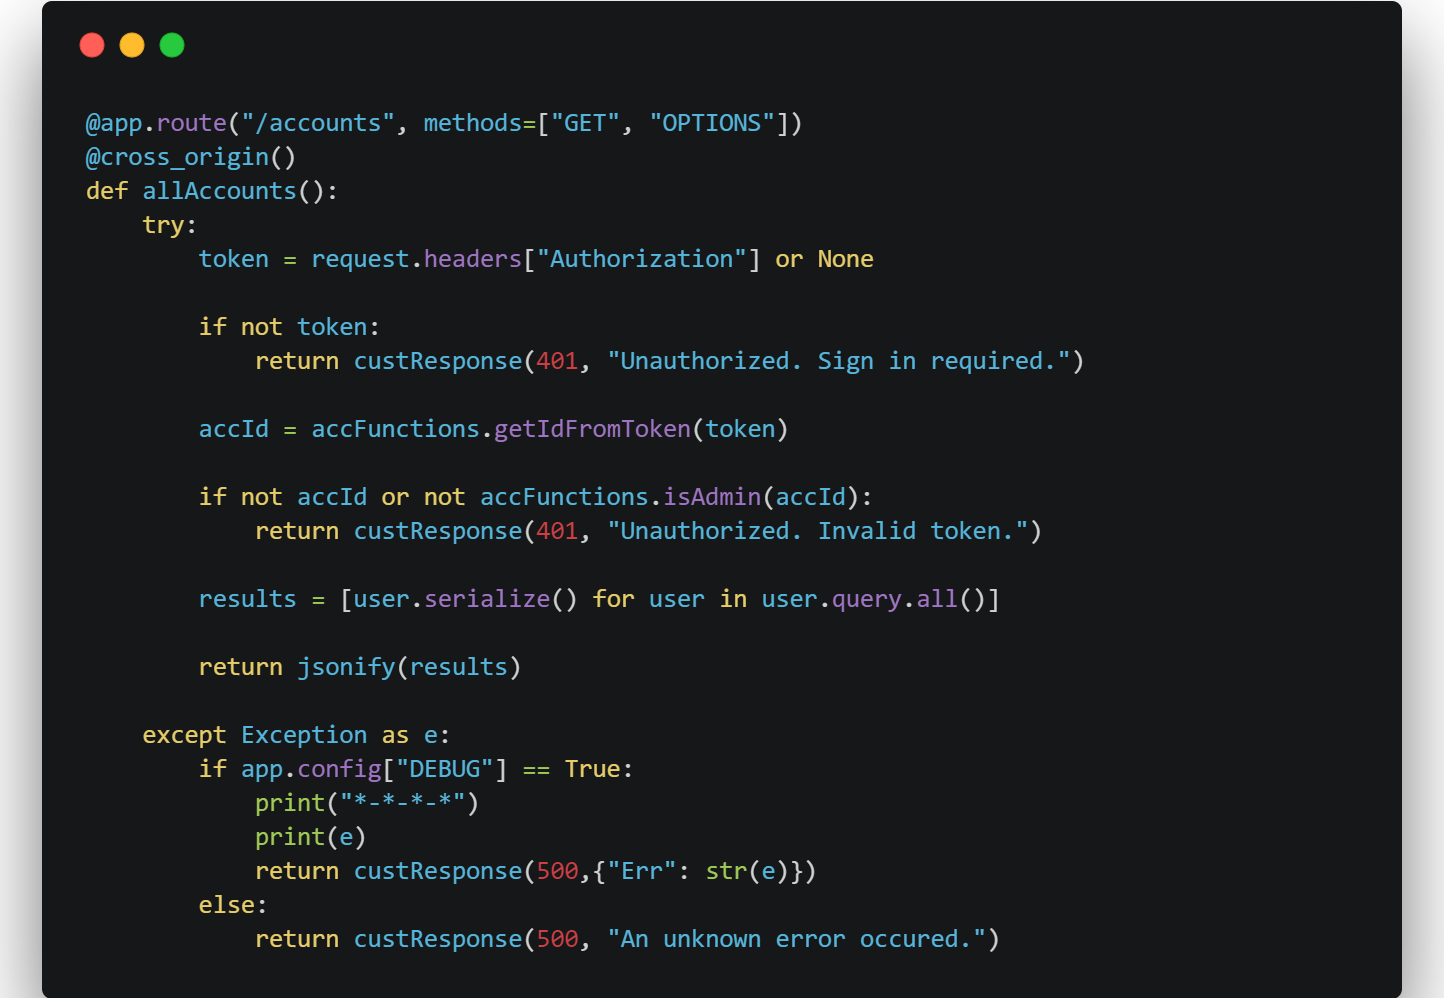 @app.route("/accounts", methods=["GET", "OPTIONS"])
@cross_origin()
def allAccounts():
    try:
        token = request.headers["Authorization"] or None

        if not token:
            return custResponse(401, "Unauthorized. Sign in required.")

        accId = accFunctions.getIdFromToken(token)

        if not accId or not accFunctions.isAdmin(accId):
            return custResponse(401, "Unauthorized. Invalid token.")

        results = [user.serialize() for user in user.query.all()]

        return jsonify(results)

    except Exception as e:
        if app.config["DEBUG"] == True:
            print("*-*-*-*")
            print(e)
            return custResponse(500,{"Err": str(e)})
        else:
            return custResponse(500, "An unknown error occured.")